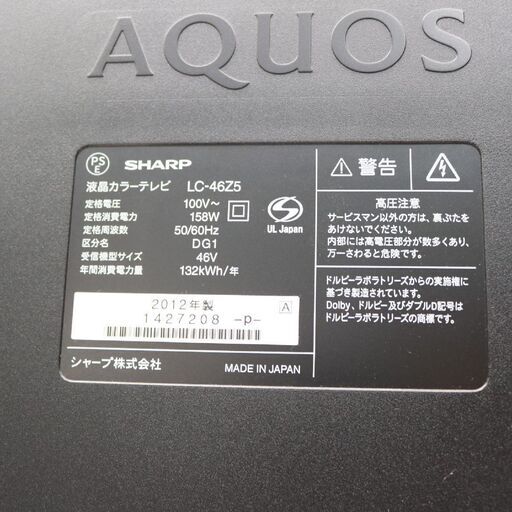 AQUOS
PS E SHARP
液晶カラーテレビ LC-46Z5
定格電圧 100V～
定格消費電力 158W
定格周波数 50/60Hz
区分名 DG1
受信機型サイズ 46V
年間消費電力量 132kWh/年
S
UL Japan
2012年製 A
1427208 -p-
シャープ株式会社
MADE IN JAPAN
警告
高圧注意
サービスマン以外の方は、裏ぶたを
あけないでください。
内部には高電圧部分が数多くあり、
万一さわると危険です。
ドルビーラボラトリーズからの実施権に
基づき製造されています。
Dolby、ドルビー及びダブルD記号は
ドルビーラボラトリーズの商標です。